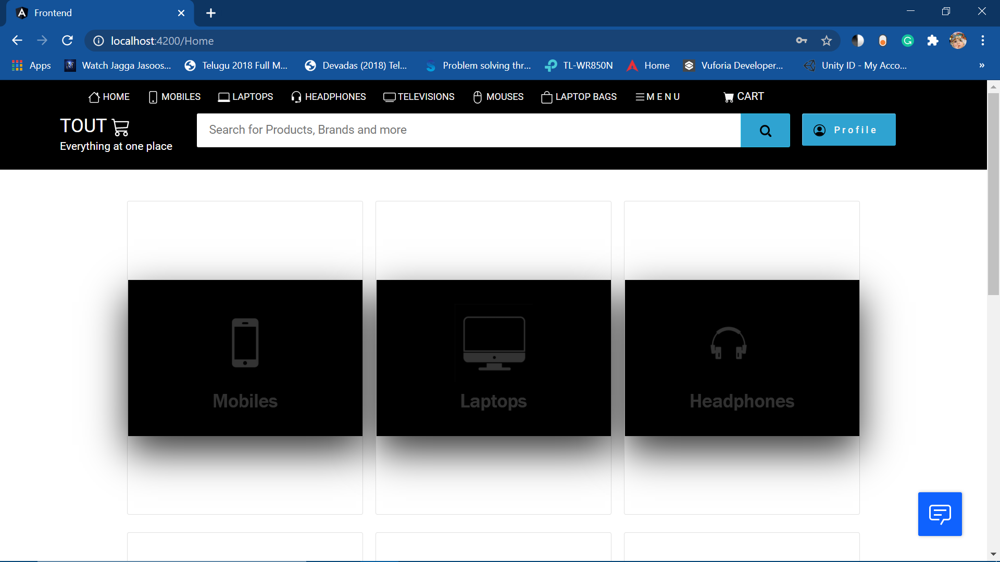 Frontend
localhost:4200/Home
Apps Watch Jagga Jasoos... Telugu 2018 Full M... Devadas (2018) Tel... Problem solving thr... TL-WR850N Home Vuforia Developer... Unity ID - My Acco... »
HOME MOBILES LAPTOPS HEADPHONES TELEVISIONS MOUSES LAPTOP BAGS MENU CART
TOUT
Everything at one place
Search for Products, Brands and more
Profile
Mobiles Laptops Headphones